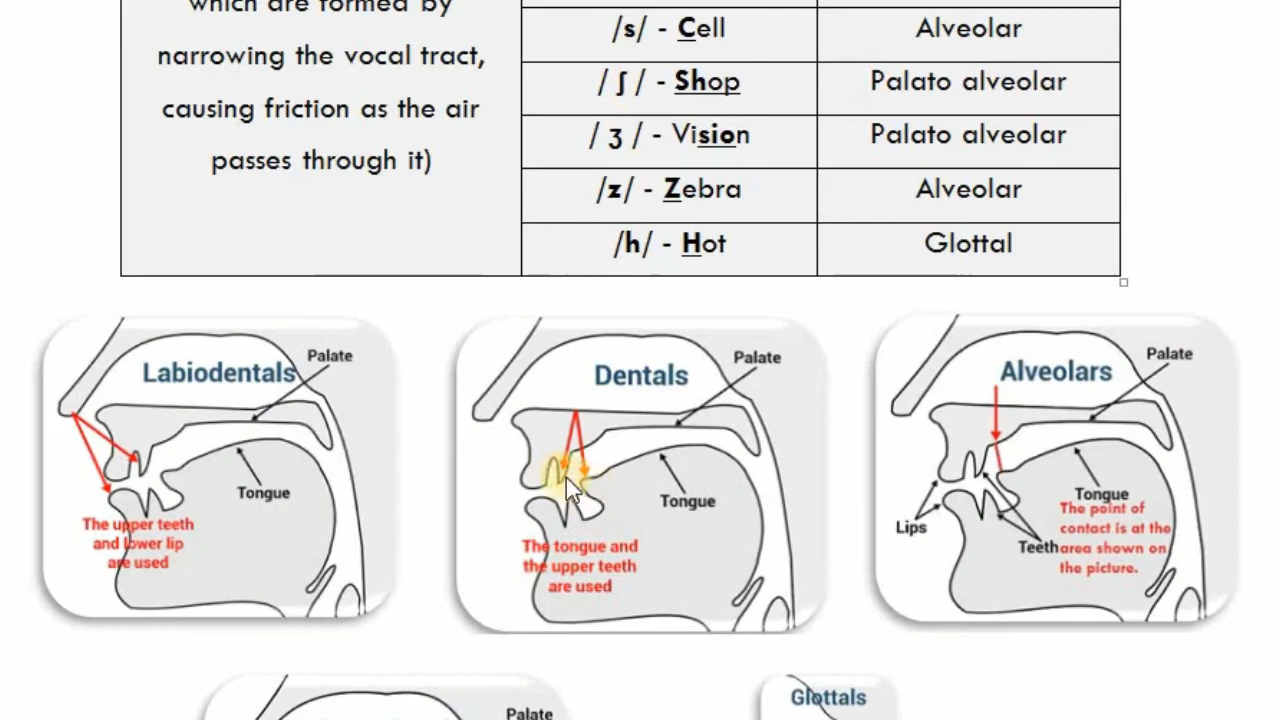 which are formed by
narrowing the vocal tract,
causing friction as the air
passes through it)
/s/ - Cell
Alveolar
/ ʃ / - Shop
Palato alveolar
/ ʒ / - Vision
Palato alveolar
/z/ - Zebra
Alveolar
/h/ - Hot
Glottal
Labiodentals
Palate
Tongue
The upper teeth
and lower lip
are used
Dentals
Palate
Tongue
The tongue and
the upper teeth
are used
Alveolars
Palate
Tongue
Lips
Teeth
The point of
contact is at the
area shown on
the picture.
Palate
Glottals